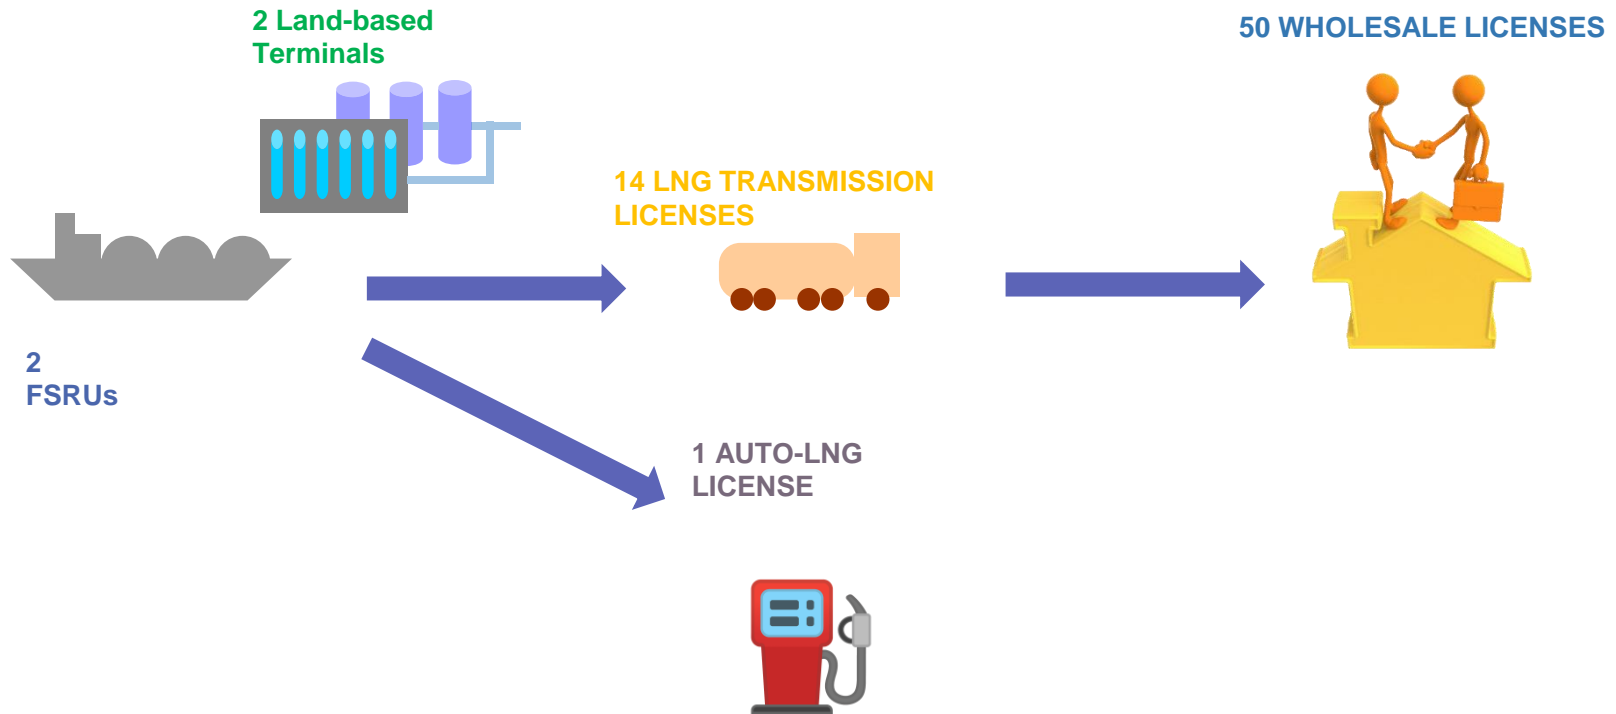 2 Land-based
Terminals
50 WHOLESALE LICENSES
14 LNG TRANSMISSION
LICENSES
2
FSRUs
1 AUTO-LNG
LICENSE